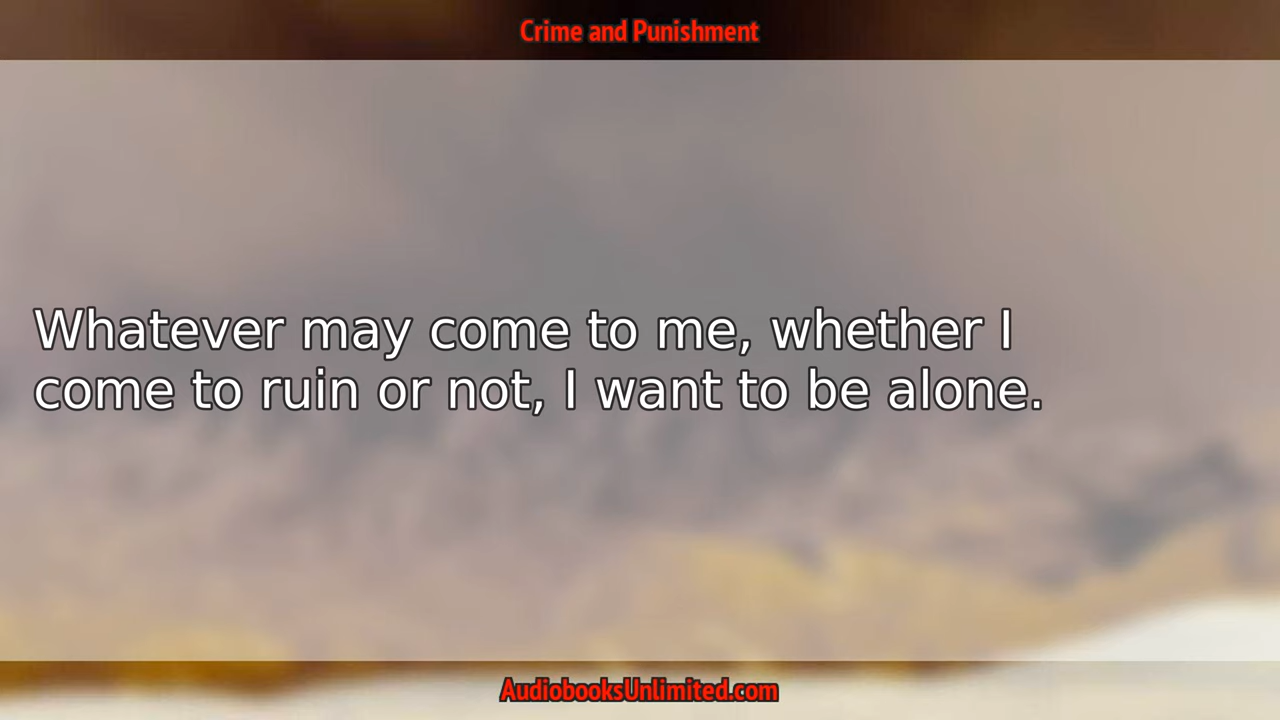 Crime and Punishment
Whatever may come to me, whether I
come to ruin or not, I want to be alone.
AudiobooksUnlimited.com